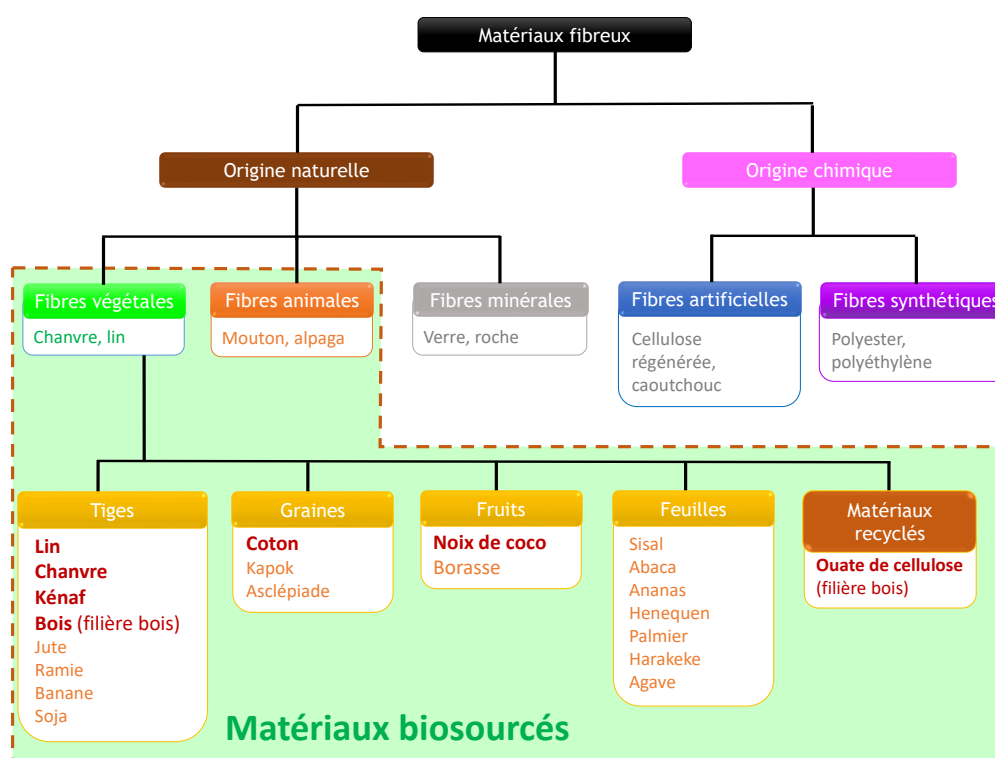 Matériaux fibreux
Origine naturelle
Origine chimique
Fibres végétales
Chanvre, lin
Fibres animales
Mouton, alpaga
Fibres minérales
Verre, roche
Fibres artificielles
Cellulose
régénérée,
caoutchouc
Fibres synthétiques
Polyester,
polyéthylène
Tiges
Lin
Chanvre
Kénaf
Bois (filière bois)
Jute
Ramie
Banane
Soja
Graines
Coton
Kapok
Asclépiade
Fruits
Noix de coco
Borasse
Feuilles
Sisal
Abaca
Ananas
Henequen
Palmier
Harakeke
Agave
Matériaux
recyclés
Ouate de cellulose
(filière bois)
Matériaux biosourcés